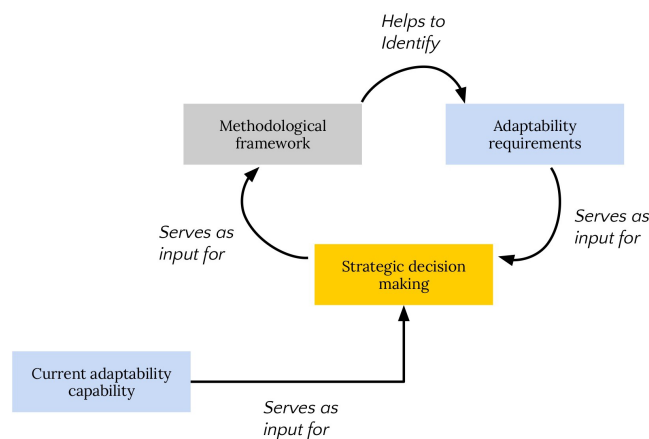 Helps to
Identify
Methodological
framework
Adaptability
requirements
Serves as
input for
Serves as
input for
Strategic decision
making
Current adaptability
capability
Serves as
input for